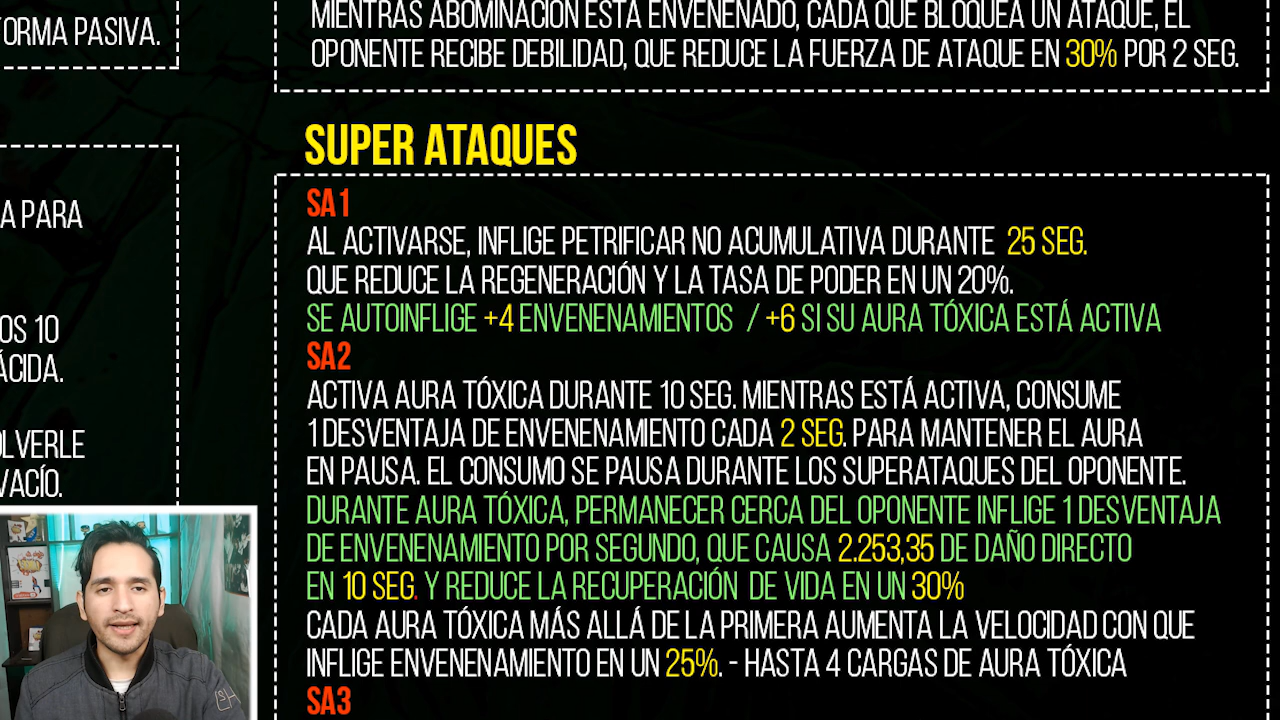 ORMA PASIVA.
A PARA
OS 10
ÁCIDA.
OLVERLE
VACÍO.
MIENTRAS ABOMINACIÓN ESTÁ ENVENENADO, CADA QUE BLOQUEA UN ATAQUE, EL
OPONENTE RECIBE DEBILIDAD, QUE REDUCE LA FUERZA DE ATAQUE EN 30% POR 2 SEG.
SUPER ATAQUES
SA1
AL ACTIVARSE, INFLIGE PETRIFICAR NO ACUMULATIVA DURANTE 25 SEG.
QUE REDUCE LA REGENERACIÓN Y LA TASA DE PODER EN UN 20%.
SE AUTOINFLIGE +4 ENVENENAMIENTOS / +6 SI SU AURA TÓXICA ESTÁ ACTIVA
SA2
ACTIVA AURA TÓXICA DURANTE 10 SEG. MIENTRAS ESTÁ ACTIVA, CONSUME
1 DESVENTAJA DE ENVENENAMIENTO CADA 2 SEG. PARA MANTENER EL AURA
EN PAUSA. EL CONSUMO SE PAUSA DURANTE LOS SUPERATAQUES DEL OPONENTE.
DURANTE AURA TÓXICA, PERMANECER CERCA DEL OPONENTE INFLIGE 1 DESVENTAJA
DE ENVENENAMIENTO POR SEGUNDO, QUE CAUSA 2.253,35 DE DAÑO DIRECTO
EN 10 SEG. Y REDUCE LA RECUPERACIÓN DE VIDA EN UN 30%
CADA AURA TÓXICA MÁS ALLÁ DE LA PRIMERA AUMENTA LA VELOCIDAD CON QUE
INFLIGE ENVENENAMIENTO EN UN 25%. - HASTA 4 CARGAS DE AURA TÓXICA
SA3